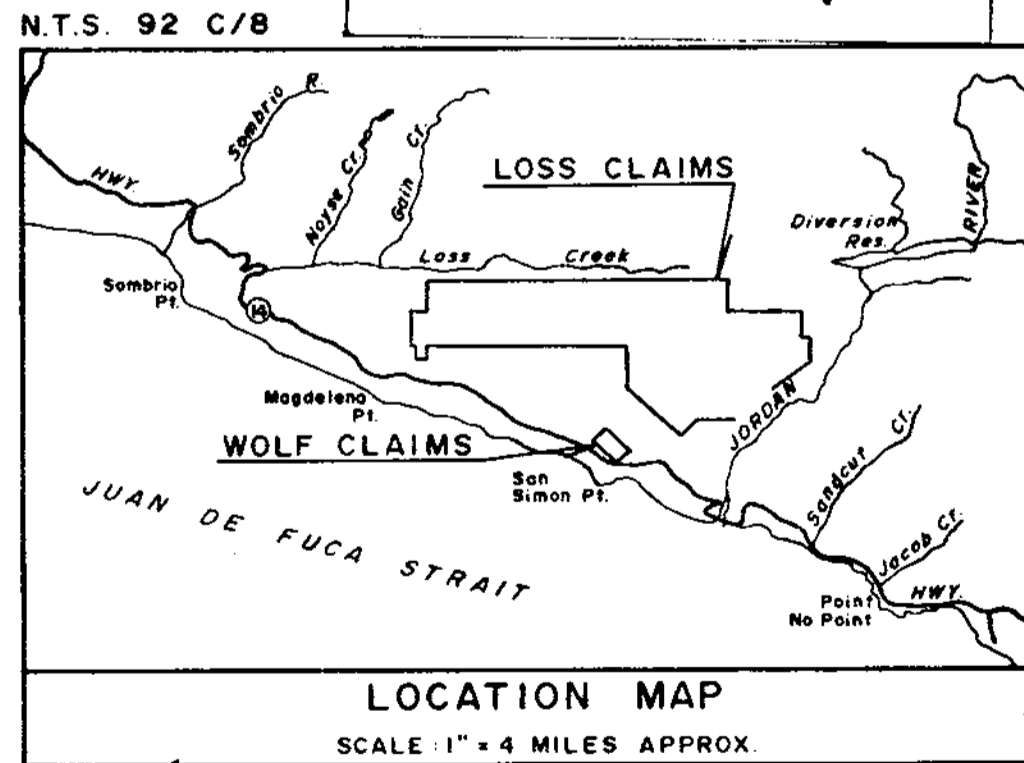 N.T.S. 92 C/8
Sombrio R.
HWY.
Noyse Cr.
Gain Cr.
LOSS CLAIMS
Diversion
Res.
RIVER
Loss Creek
Sombrio
Pt.
14
Magdelena
Pt.
JORDAN
WOLF CLAIMS
San
Simon Pt.
Sandcut Cr.
JUAN DE FUCA STRAIT
Jacob Cr.
HWY.
Point
No Point
LOCATION MAP
SCALE : 1" = 4 MILES APPROX.